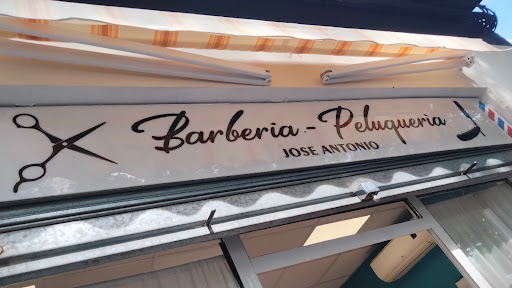 Barberia - Peluqueria
JOSE ANTONIO